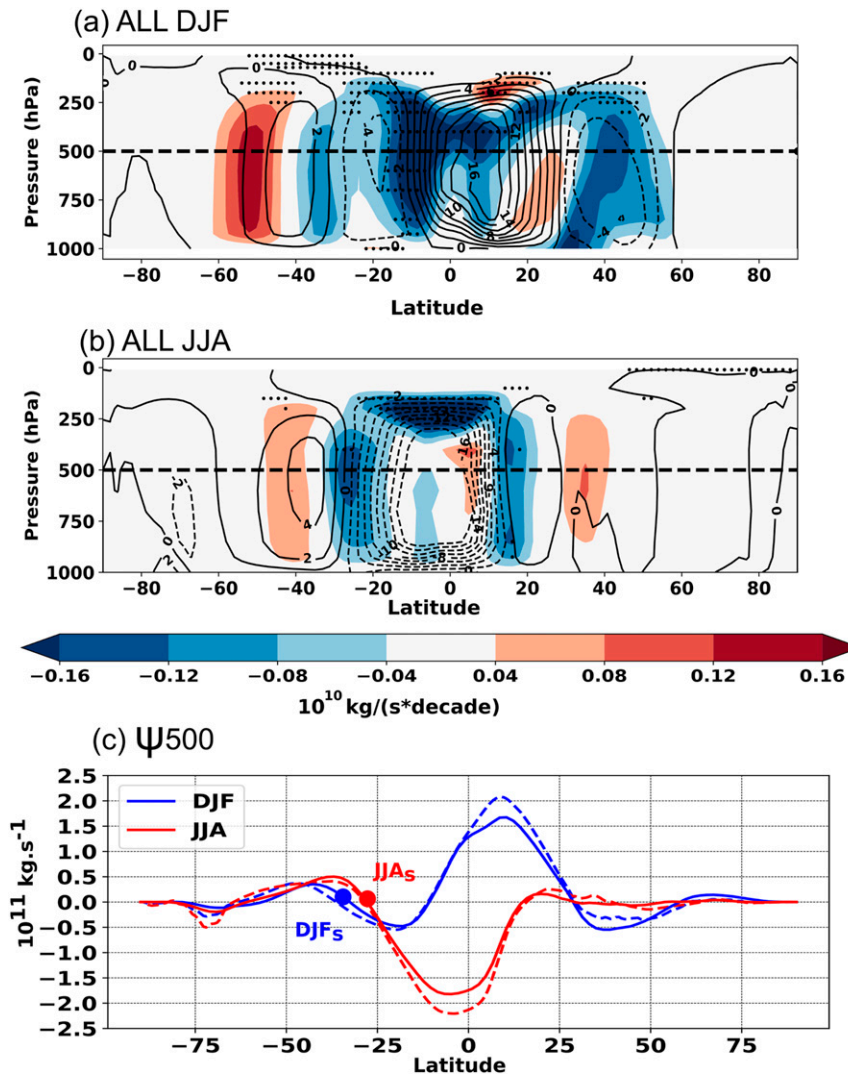 (a) ALL DJF
Pressure (hPa)
0
250
500
750
1000
−80 −60 −40 −20 0 20 40 60 80
Latitude
(b) ALL JJA
Pressure (hPa)
0
250
500
750
1000
−80 −60 −40 −20 0 20 40 60 80
Latitude
−0.16 −0.12 −0.08 −0.04 0.04 0.08 0.12 0.16
10¹⁰ kg/(s*decade)
(c) Ψ500
10¹¹ kg.s⁻¹
2.5
2.0
1.5
1.0
0.5
0.0
−0.5
−1.0
−1.5
−2.0
−2.5
DJF
JJA
JJAs
DJFs
−75 −50 −25 0 25 50 75
Latitude